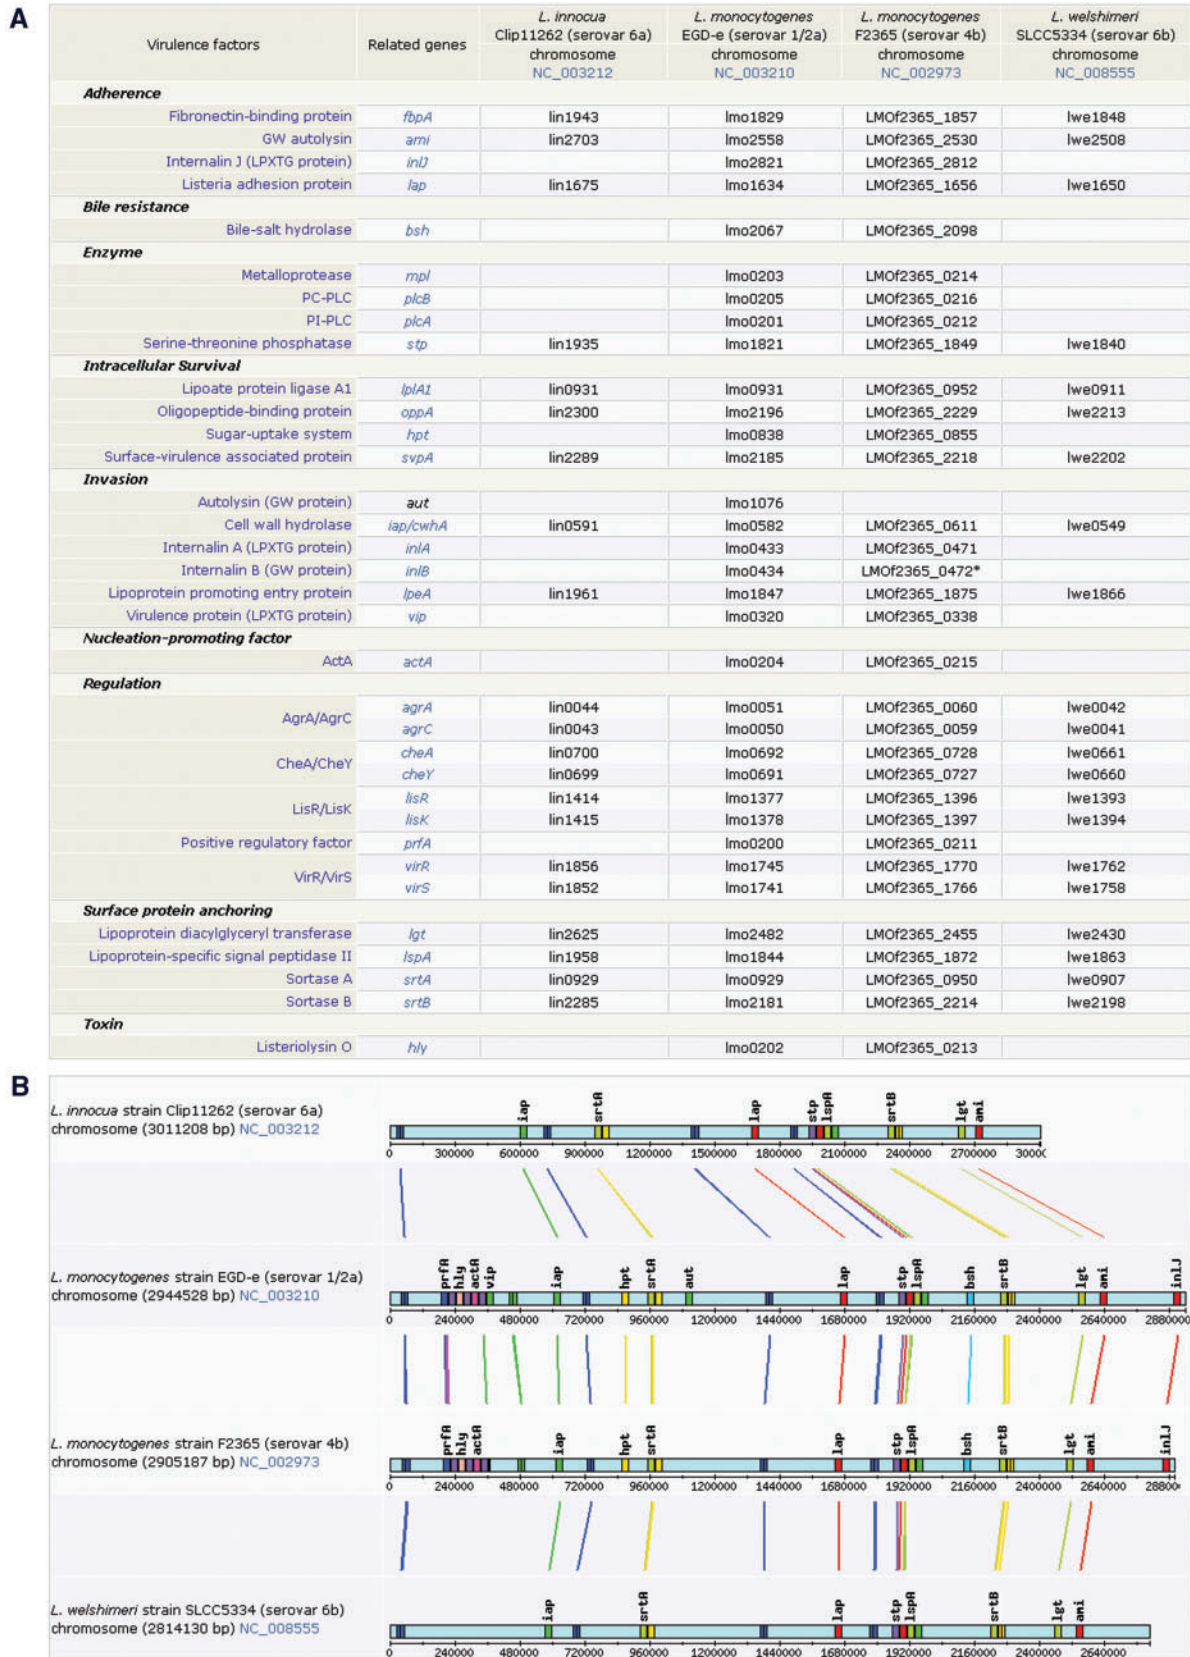 A
Virulence factors Related genes L. innocua Clip11262 (serovar 6a) chromosome NC_003212 L. monocytogenes EGD-e (serovar 1/2a) chromosome NC_003210 L. monocytogenes F2365 (serovar 4b) chromosome NC_002973 L. welshimeri SLCC5334 (serovar 6b) chromosome NC_008555
Adherence
Fibronectin-binding protein fbpA lin1943 lmo1829 LMOf2365_1857 lwe1848
GW autolysin ami lin2703 lmo2558 LMOf2365_2530 lwe2508
Internalin J (LPXTG protein) inlJ lmo2821 LMOf2365_2812
Listeria adhesion protein lap lin1675 lmo1634 LMOf2365_1656 lwe1650
Bile resistance
Bile-salt hydrolase bsh lmo2067 LMOf2365_2098
Enzyme
Metalloprotease mpl lmo0203 LMOf2365_0214
PC-PLC plcB lmo0205 LMOf2365_0216
PI-PLC plcA lmo0201 LMOf2365_0212
Serine-threonine phosphatase stp lin1935 lmo1821 LMOf2365_1849 lwe1840
Intracellular Survival
Lipoate protein ligase A1 lplA1 lin0931 lmo0931 LMOf2365_0952 lwe0911
Oligopeptide-binding protein oppA lin2300 lmo2196 LMOf2365_2229 lwe2213
Sugar-uptake system hpt lmo0838 LMOf2365_0855
Surface-virulence associated protein svpA lin2289 lmo2185 LMOf2365_2218 lwe2202
Invasion
Autolysin (GW protein) aut lmo1076
Cell wall hydrolase iap/cwhA lin0591 lmo0582 LMOf2365_0611 lwe0549
Internalin A (LPXTG protein) inlA lmo0433 LMOf2365_0471
Internalin B (GW protein) inlB lmo0434 LMOf2365_0472*
Lipoprotein promoting entry protein lpeA lin1961 lmo1847 LMOf2365_1875 lwe1866
Virulence protein (LPXTG protein) vip lmo0320 LMOf2365_0338
Nucleation-promoting factor
ActA actA lmo0204 LMOf2365_0215
Regulation
AgrA/AgrC agrA lin0044 lmo0051 LMOf2365_0060 lwe0042
agrC lin0043 lmo0050 LMOf2365_0059 lwe0041
CheA/CheY cheA lin0700 lmo0692 LMOf2365_0728 lwe0661
cheY lin0699 lmo0691 LMOf2365_0727 lwe0660
LisR/LisK lisR lin1414 lmo1377 LMOf2365_1396 lwe1393
lisK lin1415 lmo1378 LMOf2365_1397 lwe1394
Positive regulatory factor prfA lmo0200 LMOf2365_0211
VirR/VirS virR lin1856 lmo1745 LMOf2365_1770 lwe1762
virS lin1852 lmo1741 LMOf2365_1766 lwe1758
Surface protein anchoring
Lipoprotein diacylglyceryl transferase lgt lin2625 lmo2482 LMOf2365_2455 lwe2430
Lipoprotein-specific signal peptidase II lspA lin1958 lmo1844 LMOf2365_1872 lwe1863
Sortase A srtA lin0929 lmo0929 LMOf2365_0950 lwe0907
Sortase B srtB lin2285 lmo2181 LMOf2365_2214 lwe2198
Toxin
Listeriolysin O hly lmo0202 LMOf2365_0213
B
L. innocua strain Clip11262 (serovar 6a)
chromosome (3011208 bp) NC_003212
iap srtA lap stp lspA srtB lgt ami
0 300000 600000 900000 1200000 1500000 1800000 2100000 2400000 2700000 30000
L. monocytogenes strain EGD-e (serovar 1/2a)
chromosome (2944528 bp) NC_003210
prfA hly actA vip iap hpt srtA aut lap stp lspA bsh srtB lgt ami inlJ
0 240000 480000 720000 960000 1200000 1440000 1680000 1920000 2160000 2400000 2640000 2880000
L. monocytogenes strain F2365 (serovar 4b)
chromosome (2905187 bp) NC_002973
prfA hly actA iap hpt srtA lap stp lspA bsh srtB lgt ami inlJ
0 240000 480000 720000 960000 1200000 1440000 1680000 1920000 2160000 2400000 2640000 28800
L. welshimeri strain SLCC5334 (serovar 6b)
chromosome (2814130 bp) NC_008555
iap srtA lap stp lspA srtB lgt ami
0 240000 480000 720000 960000 1200000 1440000 1680000 1920000 2160000 2400000 2640000